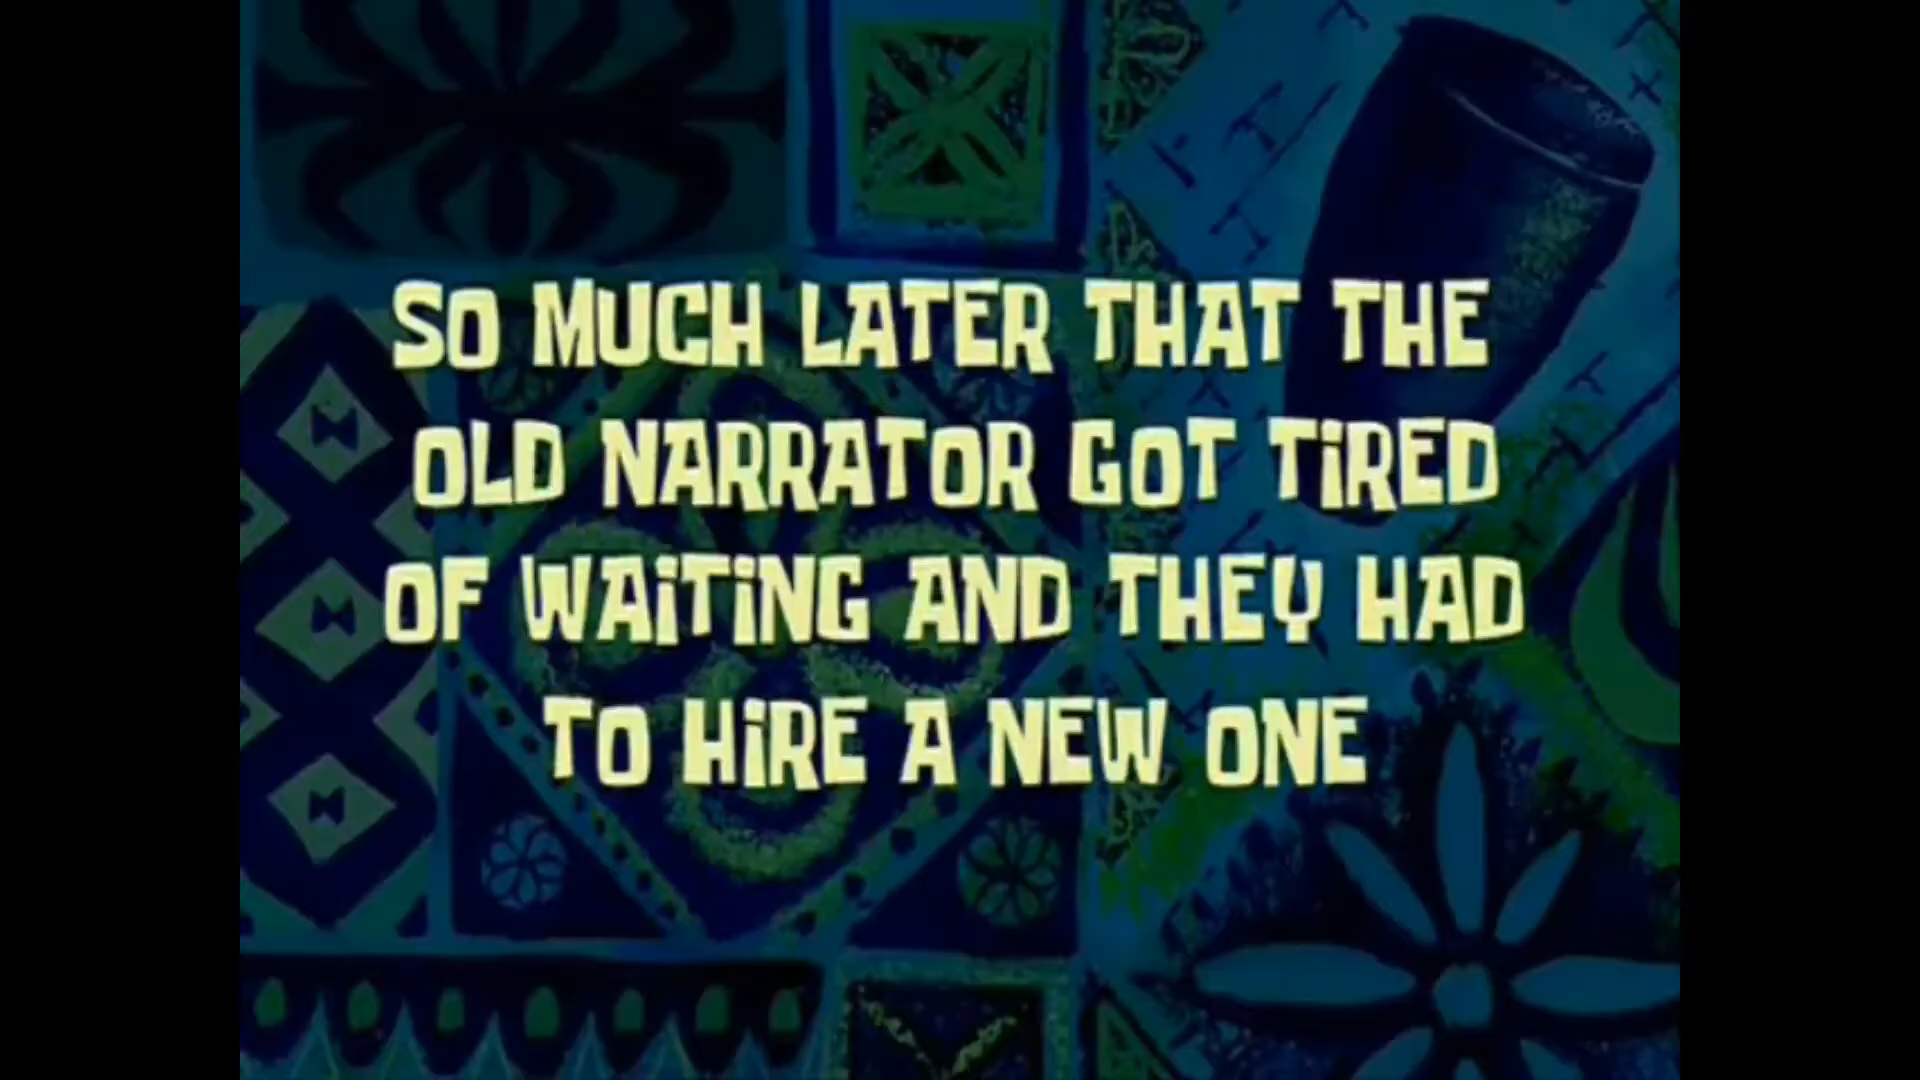 SO MUCH LATER THAT THE
OLD NARRATOR GOT TiRED
OF WAiTiNG AND THEY HAD
TO HiRE A NEW ONE